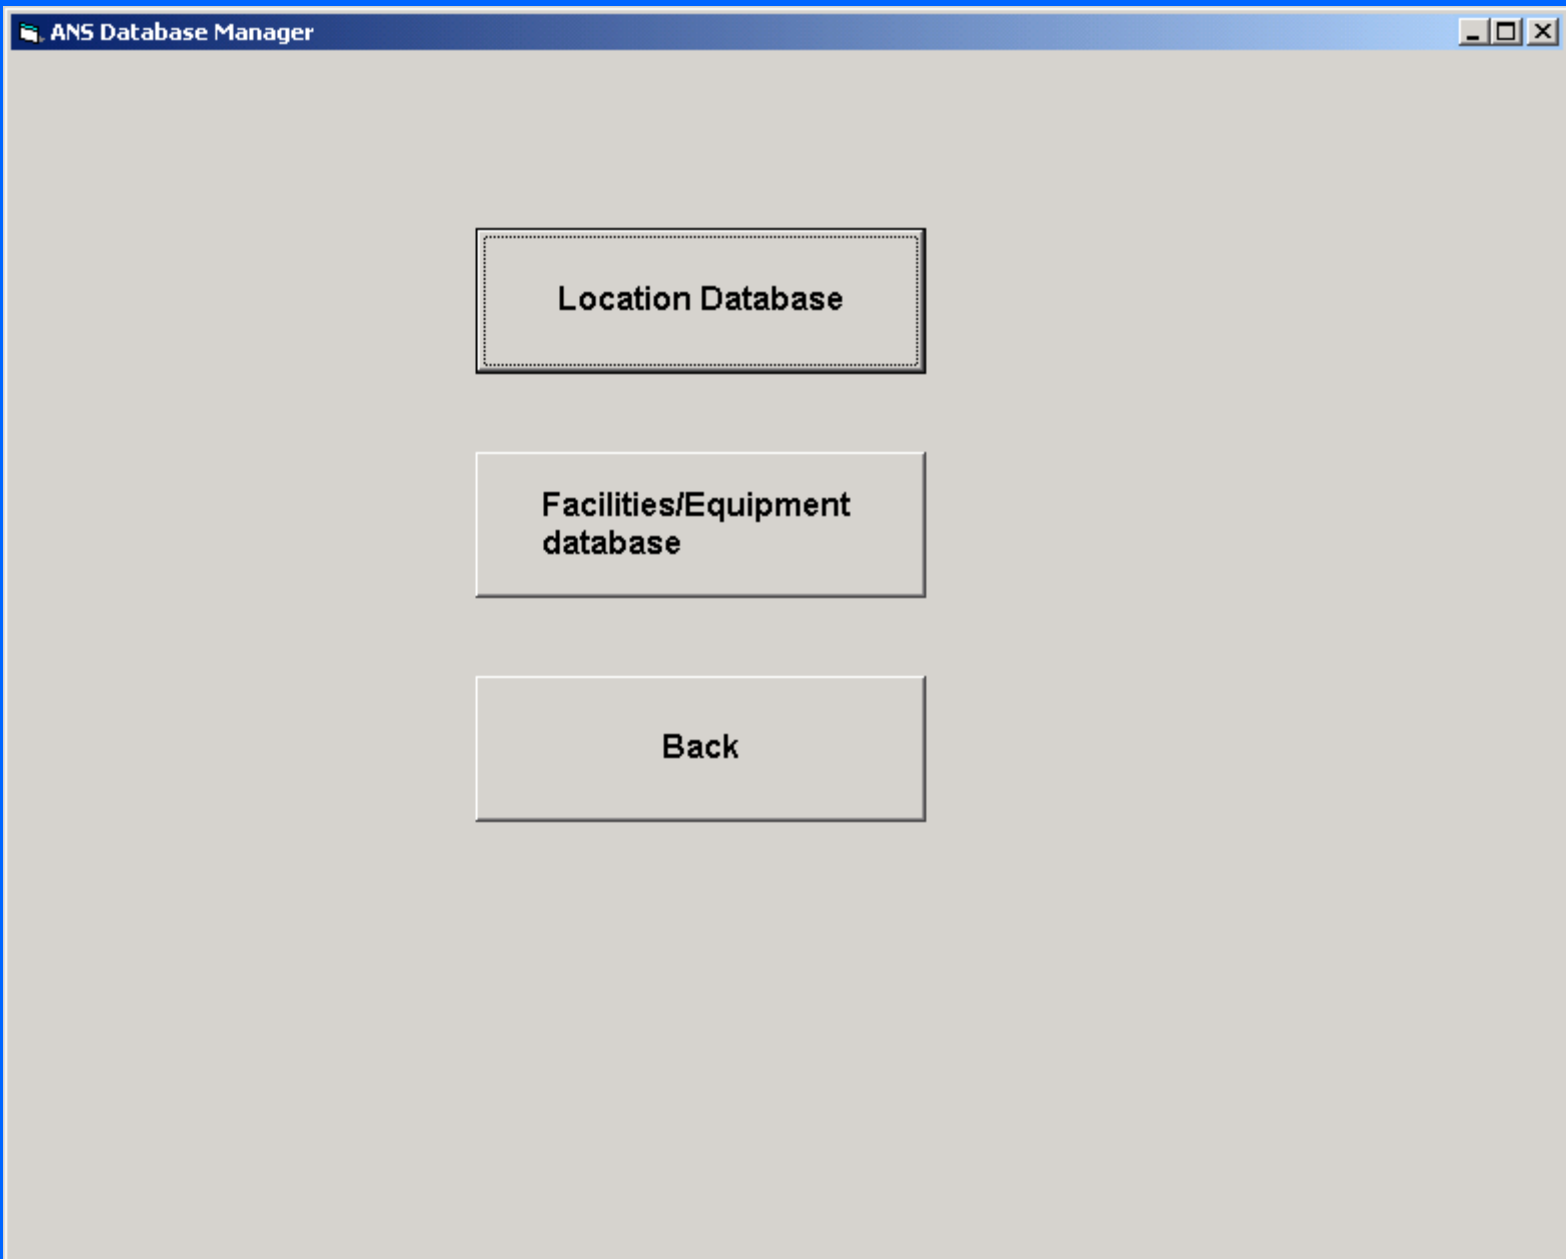 ANS Database Manager
Location Database
Facilities/Equipment
database
Back